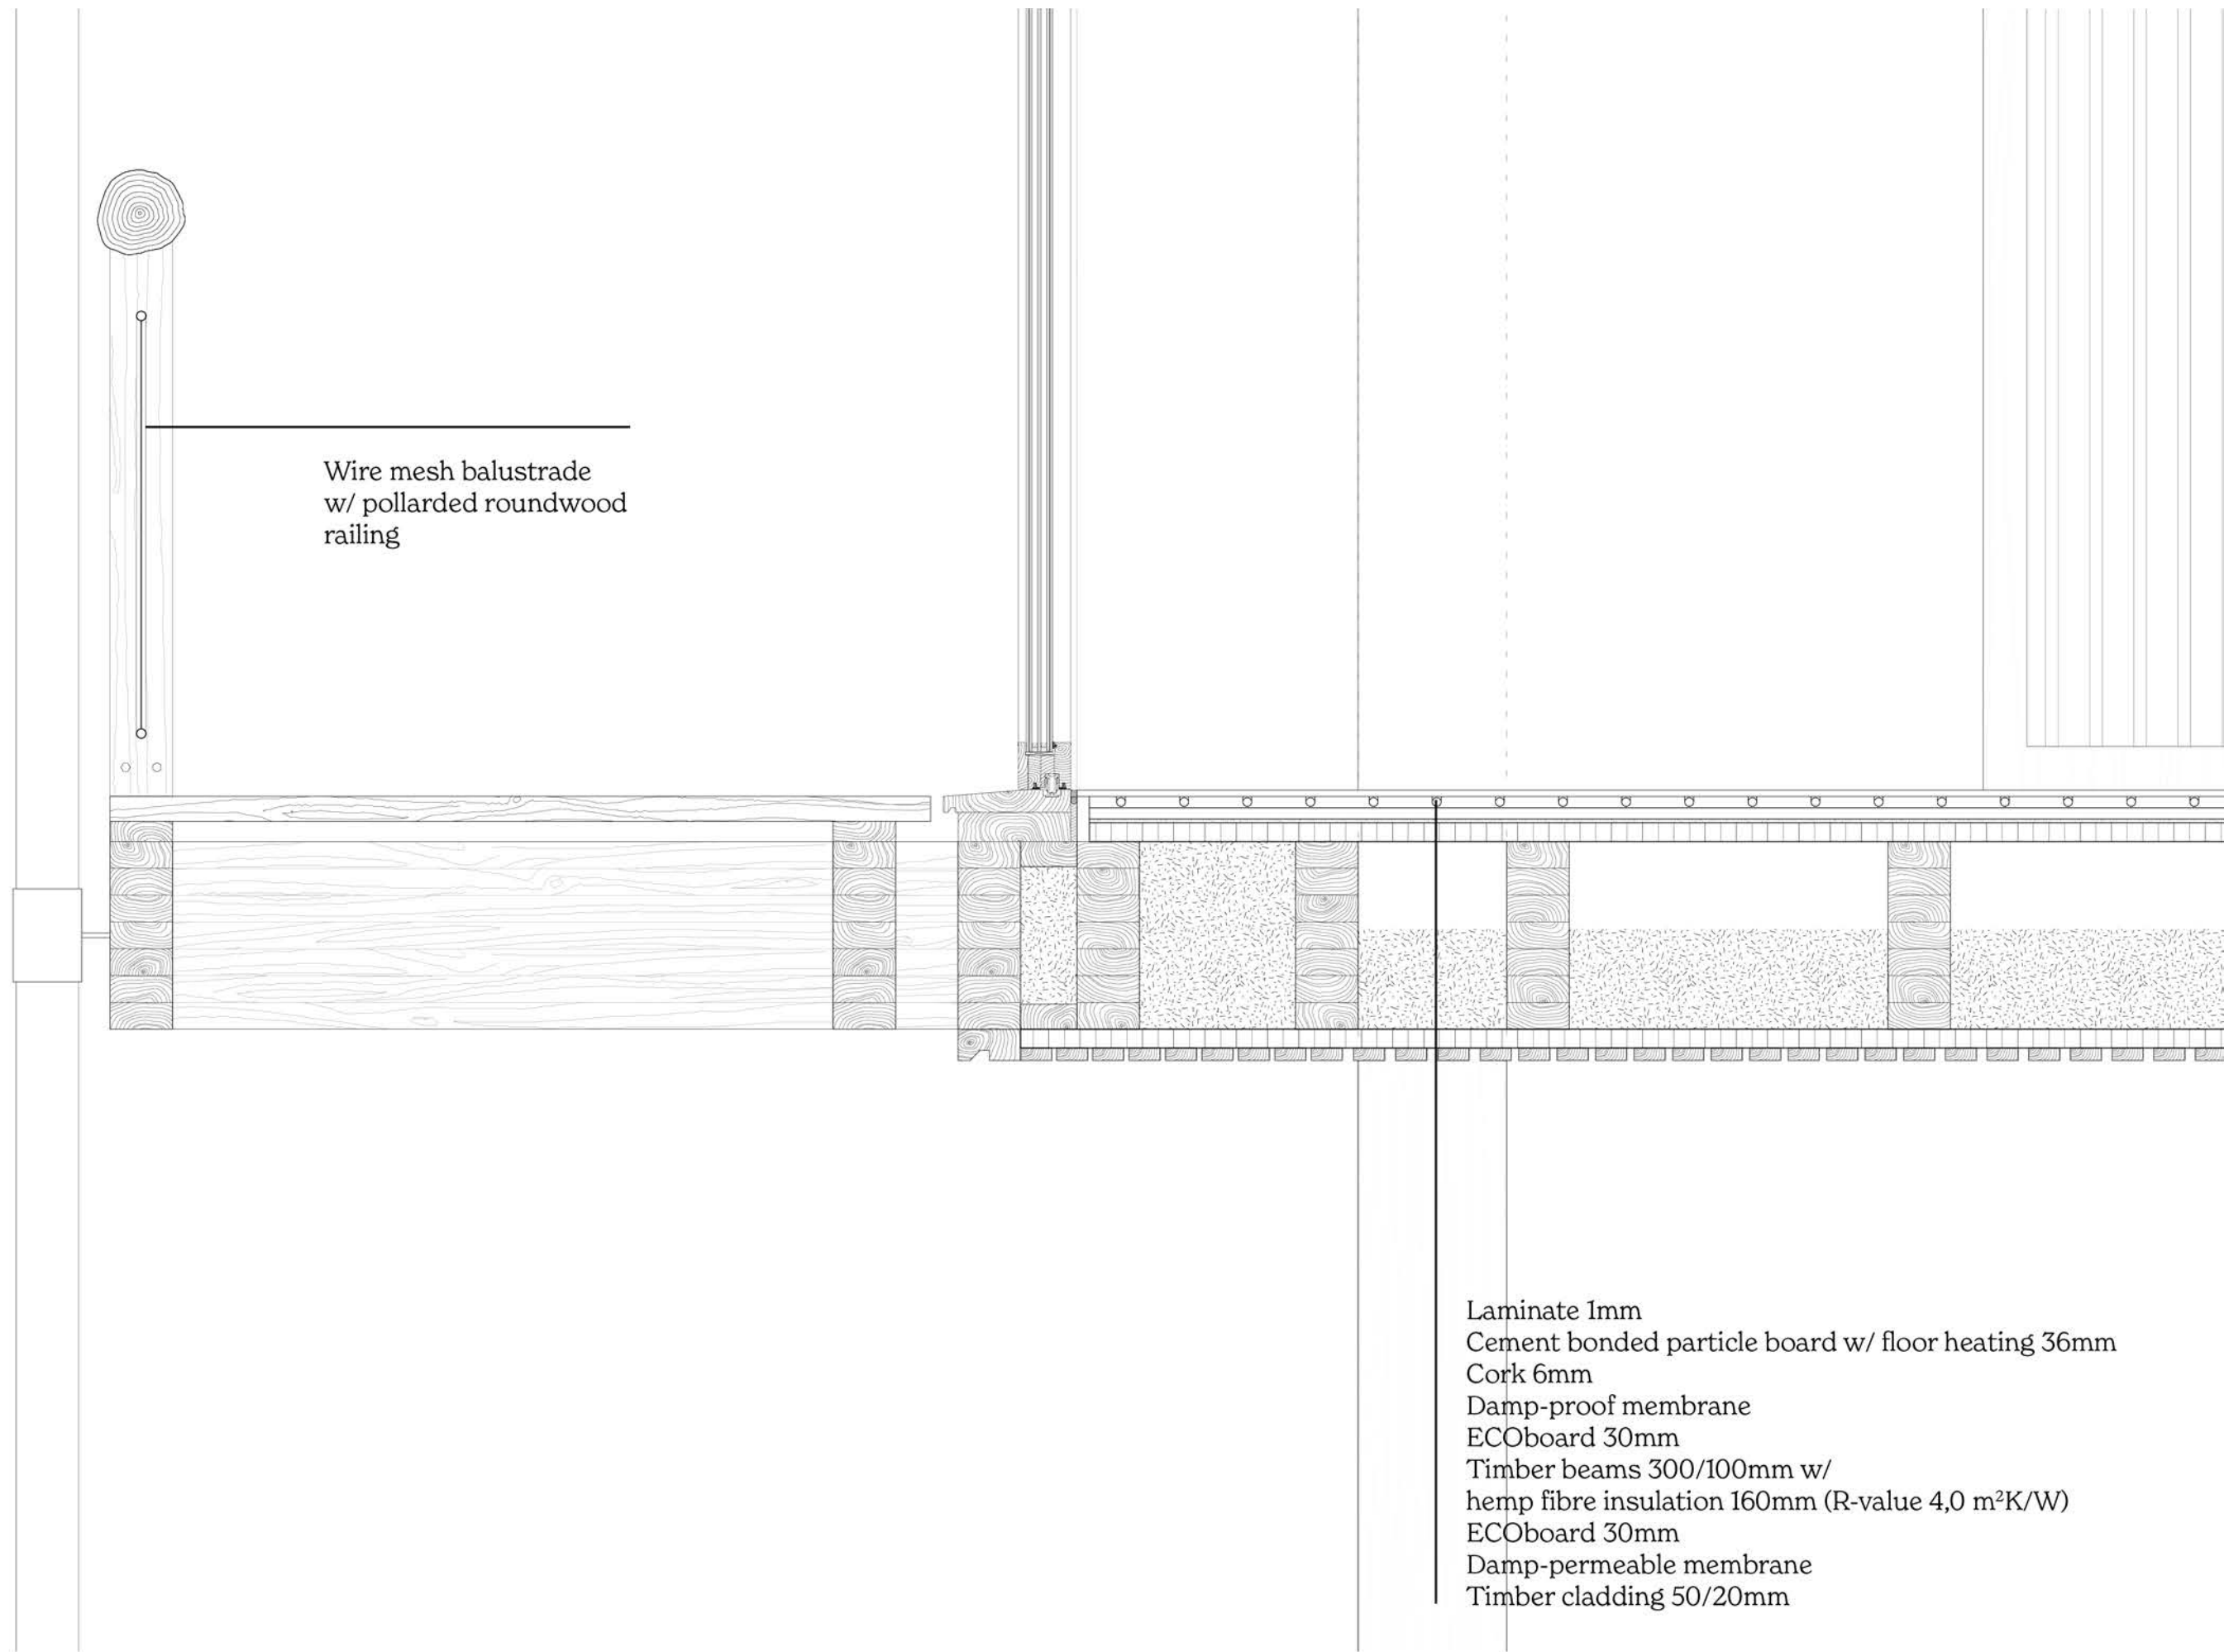 Wire mesh balustrade
w/ pollarded roundwood
railing
Laminate 1mm
Cement bonded particle board w/ floor heating 36mm
Cork 6mm
Damp-proof membrane
ECOboard 30mm
Timber beams 300/100mm w/
hemp fibre insulation 160mm (R-value 4,0 m²K/W)
ECOboard 30mm
Damp-permeable membrane
Timber cladding 50/20mm